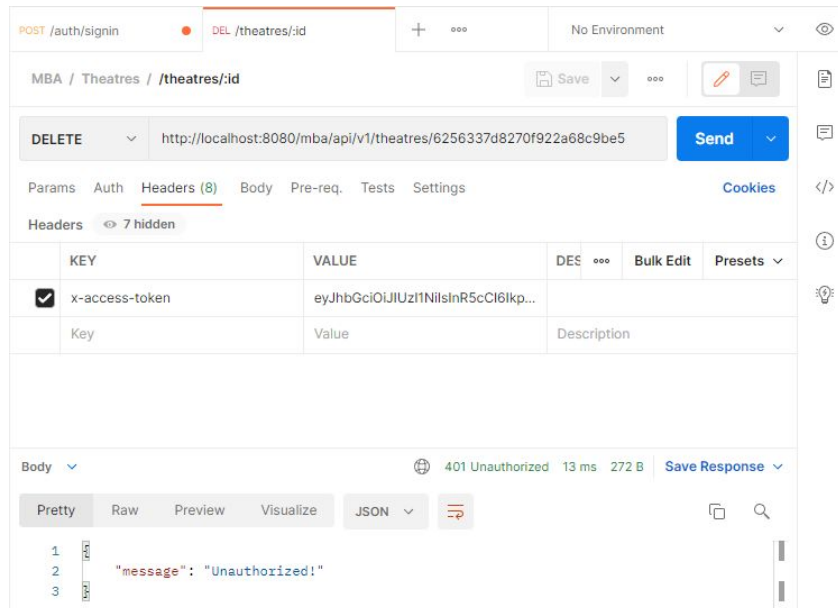 POST /auth/signin DEL /theatres/:id No Environment
MBA / Theatres / /theatres/:id Save
DELETE http://localhost:8080/mba/api/v1/theatres/6256337d8270f922a68c9be5 Send
Params Auth Headers (8) Body Pre-req. Tests Settings Cookies
Headers 7 hidden
KEY VALUE DES Bulk Edit Presets
x-access-token eyJhbGciOiJIUzI1NiIsInR5cCI6Ikp...
Key Value Description
Body 401 Unauthorized 13 ms 272 B Save Response
Pretty Raw Preview Visualize JSON
1 {
2 "message": "Unauthorized!"
3 }